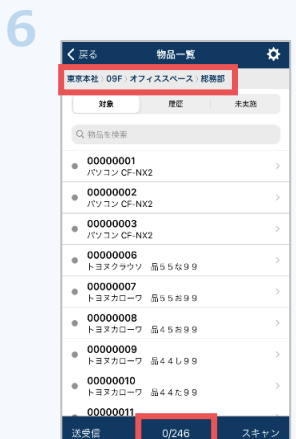 6
戻る 物品一覧
東京本社 〉09F 〉オフィススペース 〉総務部
対象 履歴 未実施
物品を検索
00000001
パソコン CF-NX2
00000002
パソコン CF-NX2
00000003
パソコン CF-NX2
00000006
トヨヌクラウソ 品５５な９９
00000007
トヨヌカローワ 品５５お９９
00000008
トヨヌカローワ 品４５お９９
00000009
トヨヌカローワ 品４４し９９
00000010
トヨヌカローワ 品４４た９９
00000011
送受信 0/246 スキャン